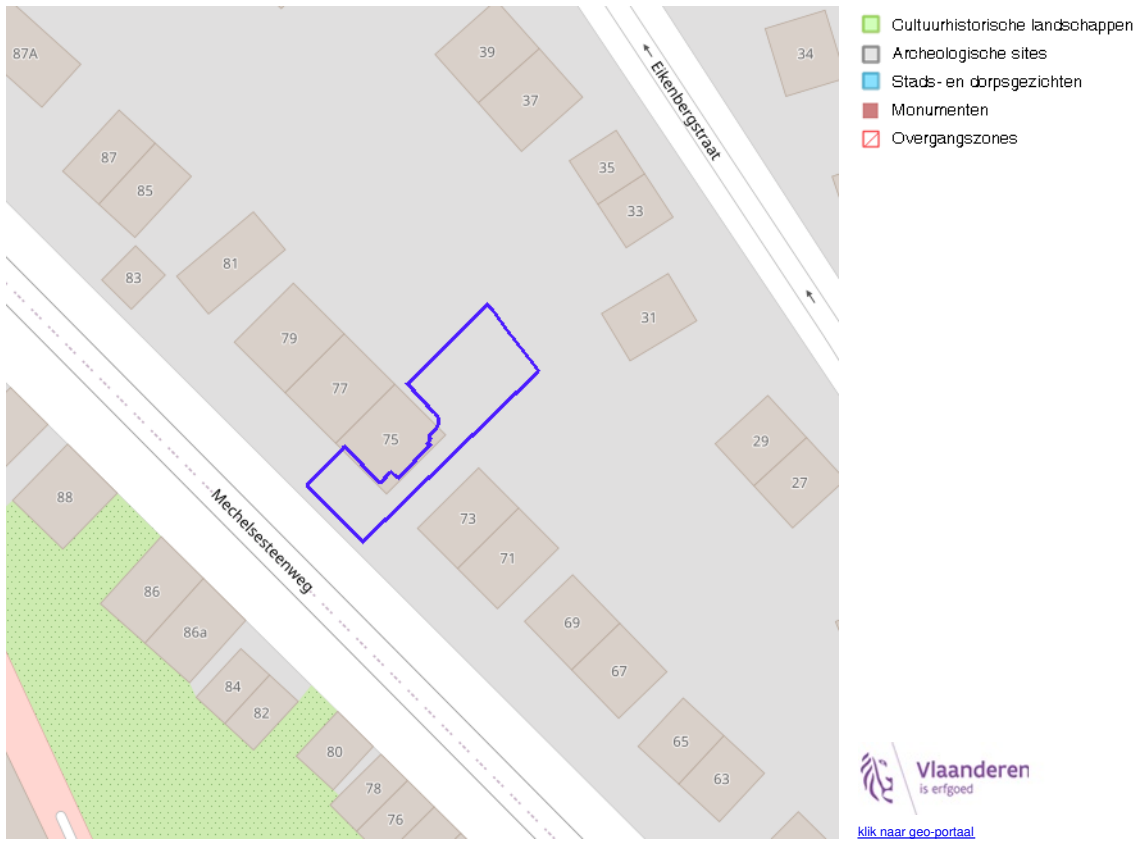 87A
39
37
34
Eikenbergstraat
87
85
35
33
83
81
31
79
77
75
29
27
88
73
71
Mechelsesteenweg
86
86a
69
67
84
82
80
78
76
65
63
Cultuurhistorische landschappen
Archeologische sites
Stads- en dorpsgezichten
Monumenten
Overgangszones
Vlaanderen
is erfgoed
klik naar geo-portaal